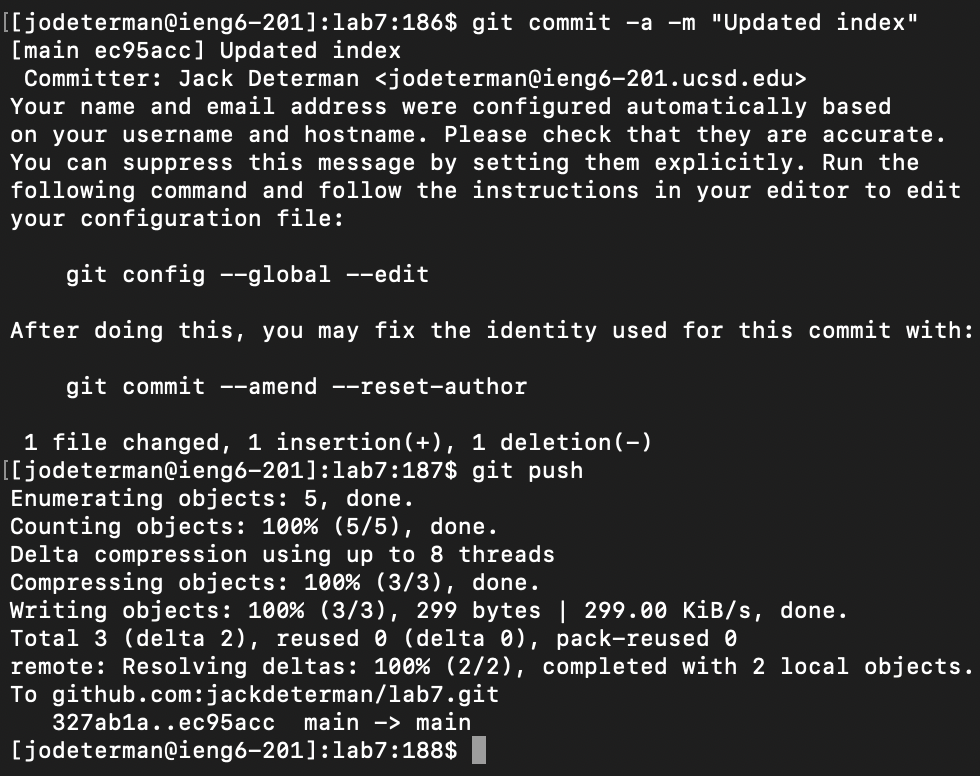 [[jodeterman@ieng6-201]:lab7:186$ git commit -a -m "Updated index"
[main ec95acc] Updated index
 Committer: Jack Determan <jodeterman@ieng6-201.ucsd.edu>
Your name and email address were configured automatically based
on your username and hostname. Please check that they are accurate.
You can suppress this message by setting them explicitly. Run the
following command and follow the instructions in your editor to edit
your configuration file:

    git config --global --edit

After doing this, you may fix the identity used for this commit with:

    git commit --amend --reset-author

 1 file changed, 1 insertion(+), 1 deletion(-)
[[jodeterman@ieng6-201]:lab7:187$ git push
Enumerating objects: 5, done.
Counting objects: 100% (5/5), done.
Delta compression using up to 8 threads
Compressing objects: 100% (3/3), done.
Writing objects: 100% (3/3), 299 bytes | 299.00 KiB/s, done.
Total 3 (delta 2), reused 0 (delta 0), pack-reused 0
remote: Resolving deltas: 100% (2/2), completed with 2 local objects.
To github.com:jackdeterman/lab7.git
   327ab1a..ec95acc  main -> main
[jodeterman@ieng6-201]:lab7:188$